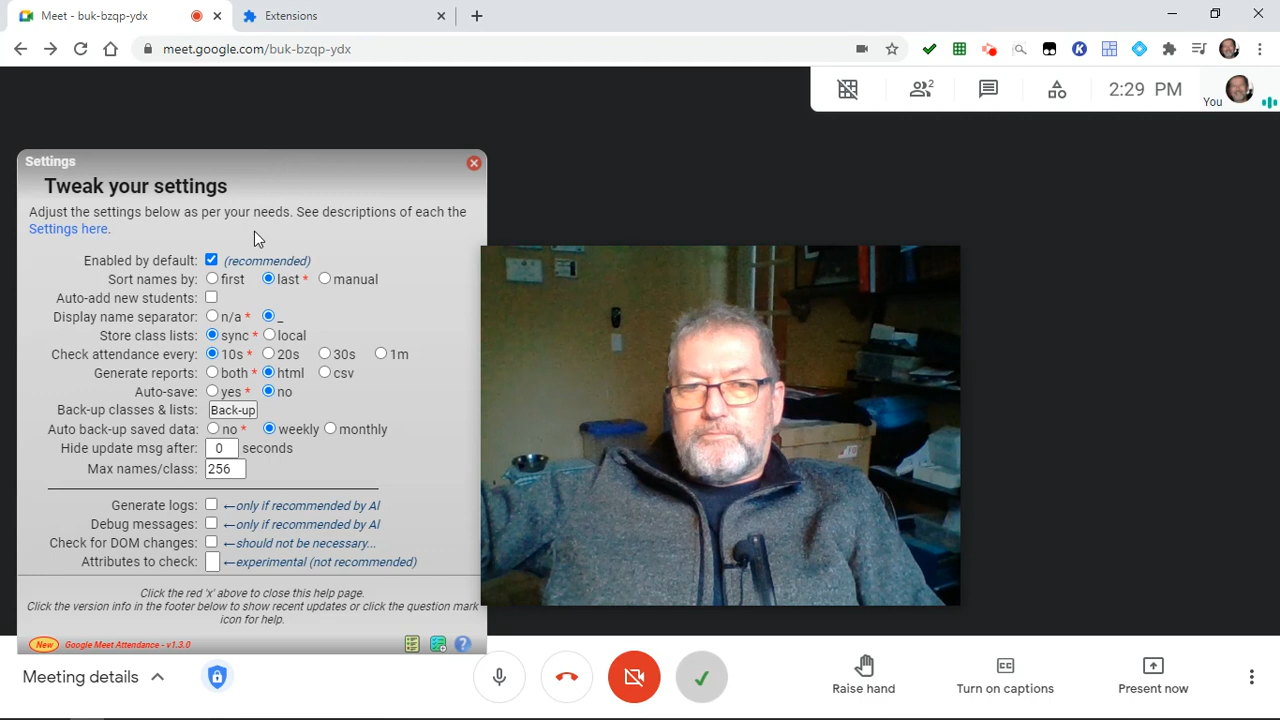 Meet - buk-bzqp-ydx
Extensions
meet.google.com/buk-bzqp-ydx
2
2:29 PM
You
Settings
Tweak your settings
Adjust the settings below as per your needs. See descriptions of each the
Settings here.
Enabled by default: (recommended)
Sort names by: first last * manual
Auto-add new students:
Display name separator: n/a * _
Store class lists: sync * local
Check attendance every: 10s * 20s 30s 1m
Generate reports: both * html csv
Auto-save: yes * no
Back-up classes & lists: Back-up
Auto back-up saved data: no * weekly monthly
Hide update msg after: 0 seconds
Max names/class: 256
Generate logs: ←only if recommended by Al
Debug messages: ←only if recommended by Al
Check for DOM changes: ←should not be necessary...
Attributes to check: ←experimental (not recommended)
Click the red 'x' above to close this help page.
Click the version info in the footer below to show recent updates or click the question mark
icon for help.
New Google Meet Attendance - v1.3.0 ?
Meeting details
Raise hand
Turn on captions
Present now